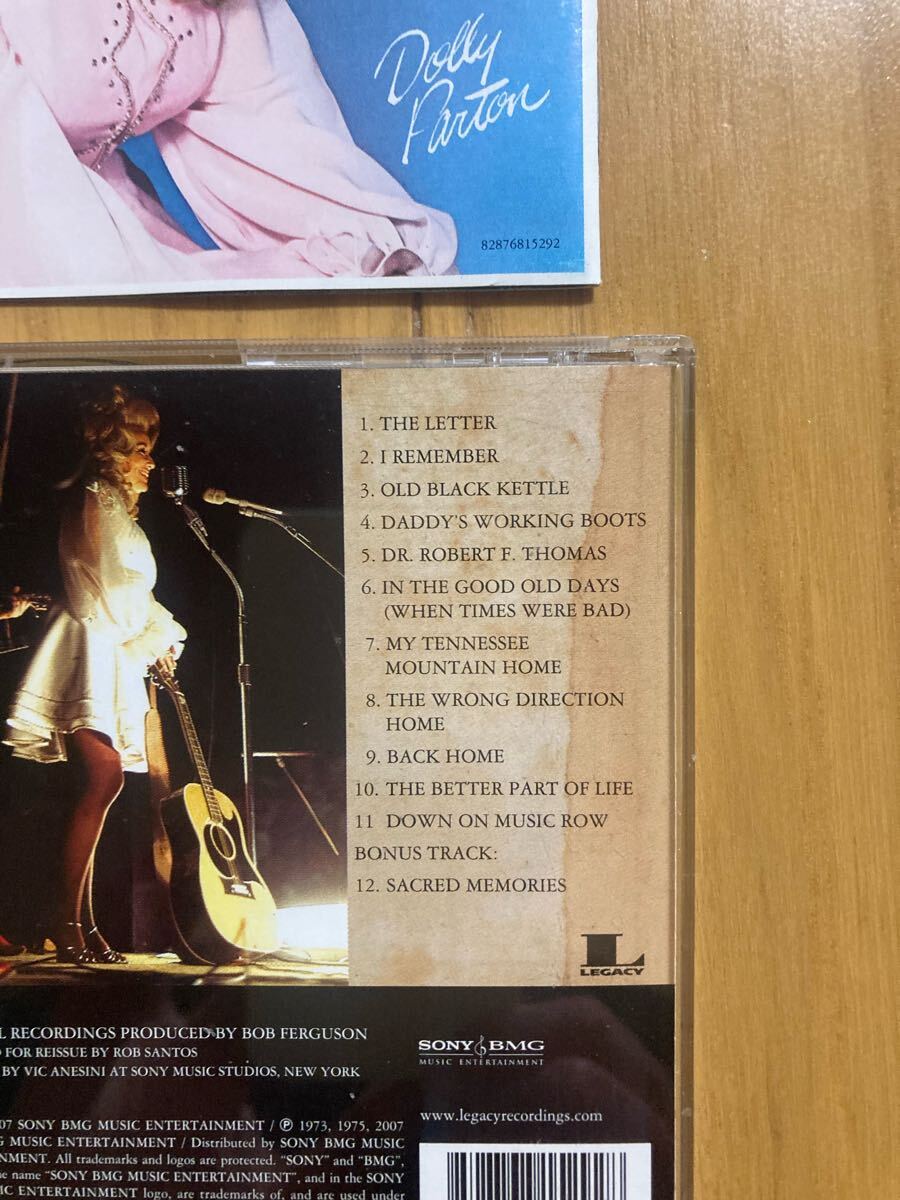 Dolly
Parton
82876815292
1. THE LETTER
2. I REMEMBER
3. OLD BLACK KETTLE
4. DADDY'S WORKING BOOTS
5. DR. ROBERT F. THOMAS
6. IN THE GOOD OLD DAYS
(WHEN TIMES WERE BAD)
7. MY TENNESSEE
MOUNTAIN HOME
8. THE WRONG DIRECTION
HOME
9. BACK HOME
10. THE BETTER PART OF LIFE
11 DOWN ON MUSIC ROW
BONUS TRACK:
12. SACRED MEMORIES
L
LEGACY
L RECORDINGS PRODUCED BY BOB FERGUSON
FOR REISSUE BY ROB SANTOS
BY VIC ANESINI AT SONY MUSIC STUDIOS, NEW YORK
SONY BMG
MUSIC ENTERTAINMENT
www.legacyrecordings.com
07 SONY BMG MUSIC ENTERTAINMENT / ℗ 1973, 1975, 2007
G MUSIC ENTERTAINMENT / Distributed by SONY BMG MUSIC
INMENT. All trademarks and logos are protected. "SONY" and "BMG",
he name "SONY BMG MUSIC ENTERTAINMENT", and in the SONY
IC ENTERTAINMENT logo, are trademarks of, and are used under